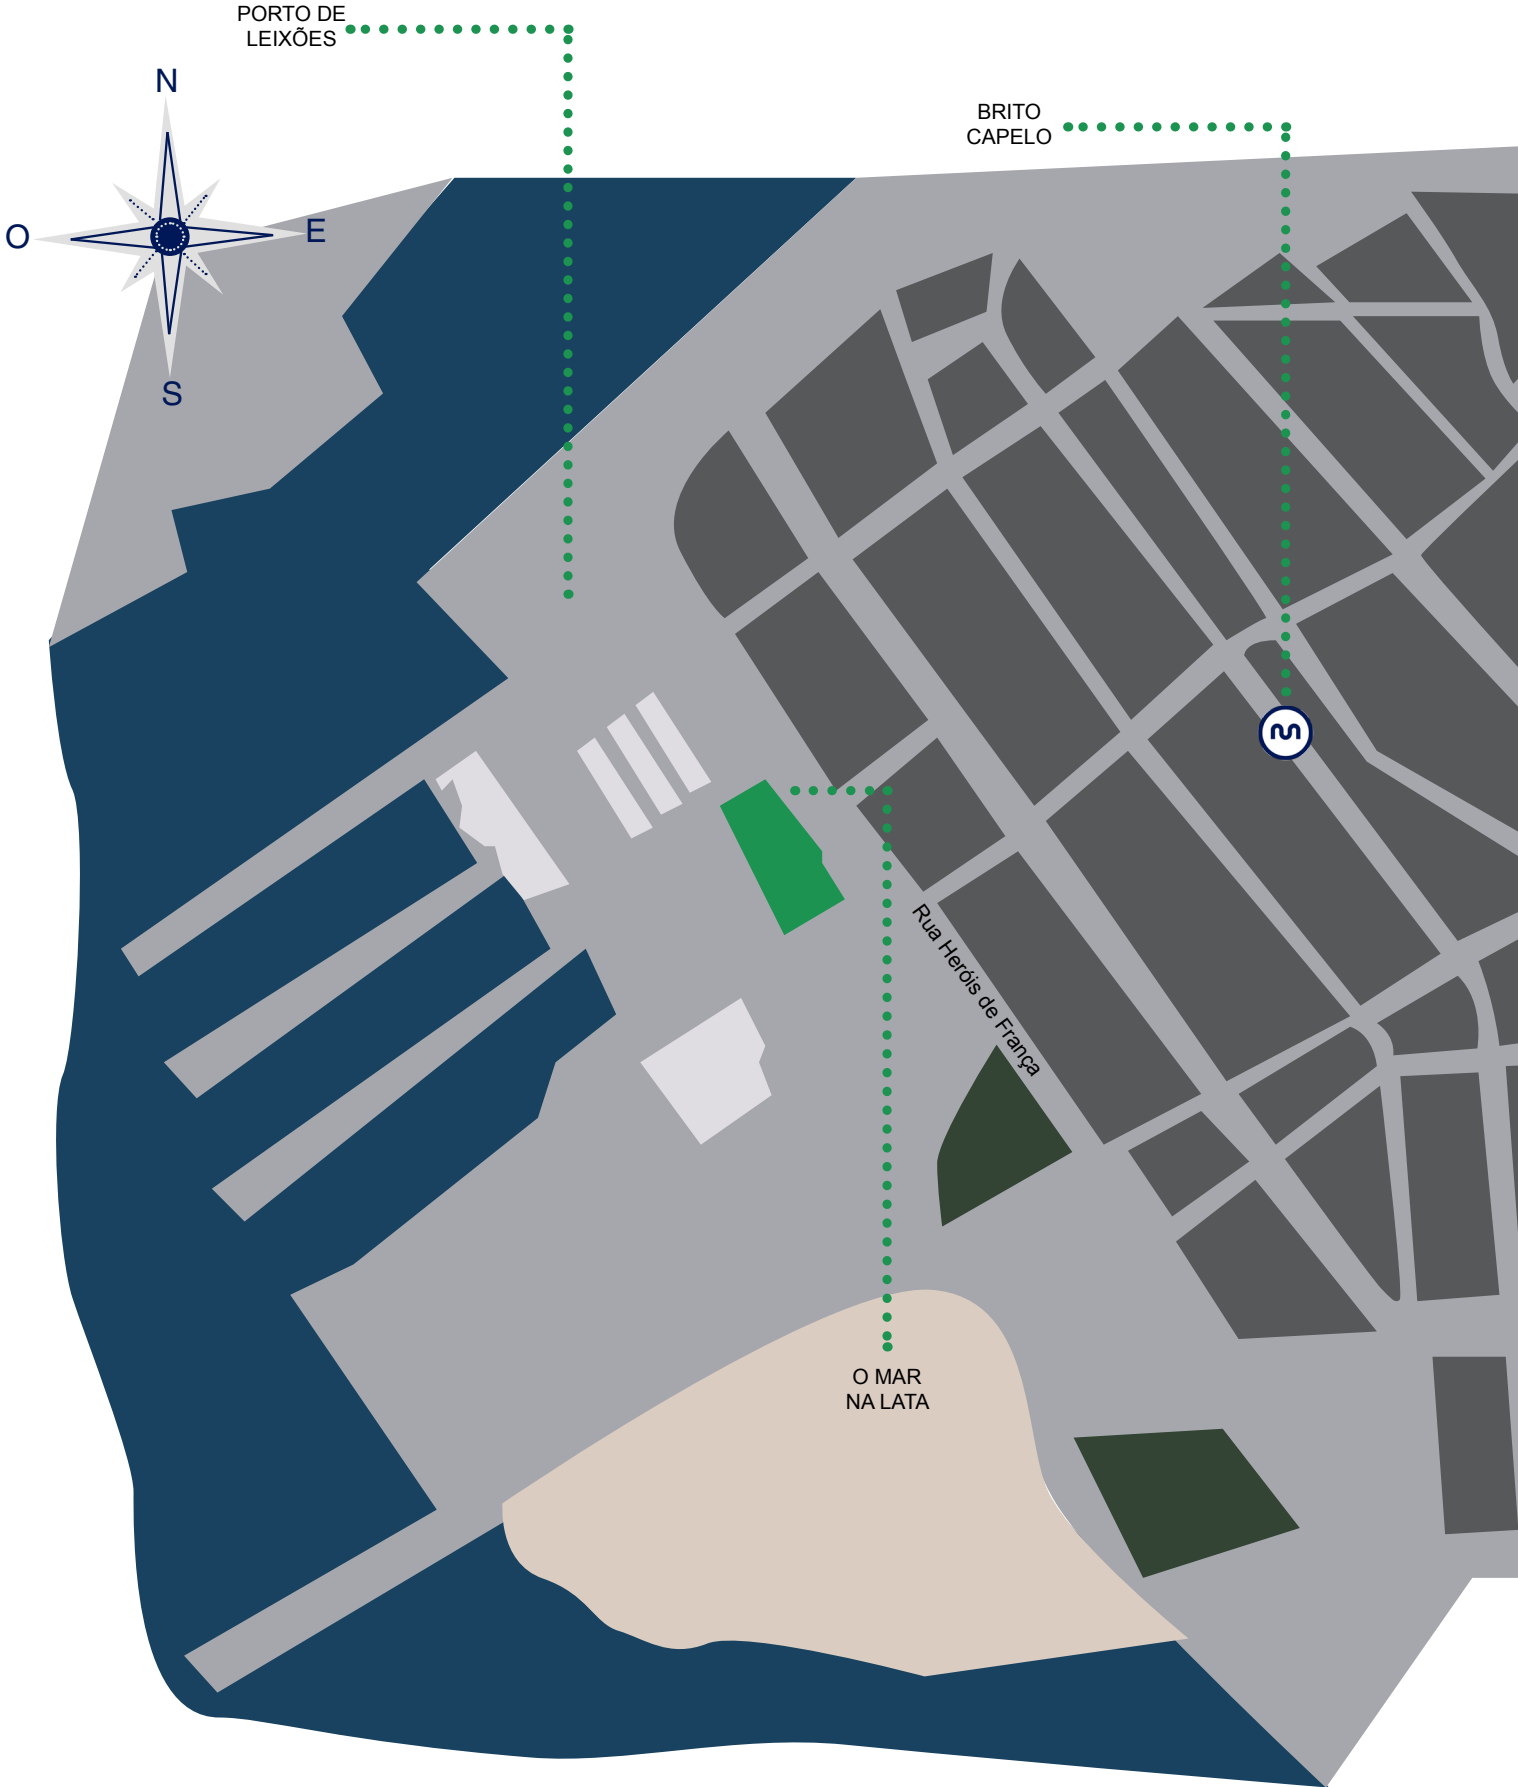 PORTO DE
LEIXÕES
N
O
E
S
BRITO
CAPELO
Rua Heróis de França
O MAR
NA LATA